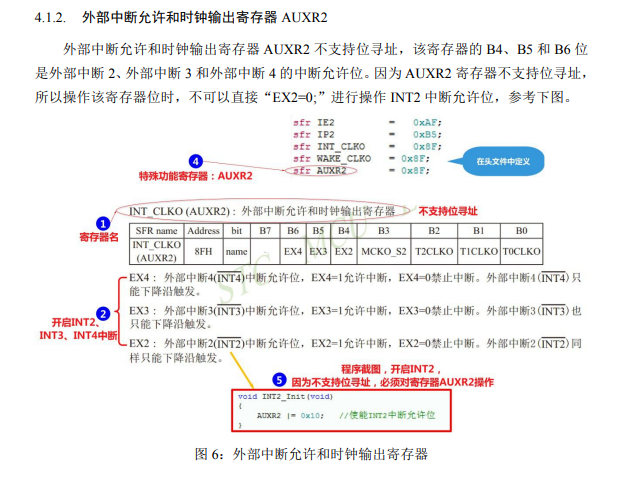 4.1.2. 外部中断允许和时钟输出寄存器 AUXR2
外部中断允许和时钟输出寄存器 AUXR2 不支持位寻址，该寄存器的 B4、B5 和 B6 位
是外部中断 2、外部中断 3 和外部中断 4 的中断允许位。因为 AUXR2 寄存器不支持位寻址，
所以操作该寄存器位时，不可以直接“EX2=0;”进行操作 INT2 中断允许位，参考下图。
sfr IE2 = 0xAF;
sfr IP2 = 0xB5;
sfr INT_CLKO = 0x8F;
sfr WAKE_CLKO = 0x8F;
sfr AUXR2 = 0x8F;
在头文件中定义
4
特殊功能寄存器：AUXR2
INT_CLKO (AUXR2)：外部中断允许和时钟输出寄存器
不支持位寻址
1
寄存器名
SFR name Address bit B7 B6 B5 B4 B3 B2 B1 B0
INT_CLKO (AUXR2) 8FH name EX4 EX3 EX2 MCKO_S2 T2CLKO T1CLKO T0CLKO
STC MCU
EX4： 外部中断4(INT4)中断允许位，EX4=1允许中断，EX4=0禁止中断。外部中断4(INT4)只
能下降沿触发。
2
开启INT2、
INT3、INT4中断
EX3： 外部中断3(INT3)中断允许位，EX3=1允许中断，EX3=0禁止中断。外部中断3(INT3)也
只能下降沿触发。
EX2： 外部中断2(INT2)中断允许位，EX2=1允许中断，EX2=0禁止中断。外部中断2(INT2)同
样只能下降沿触发。
5
程序截图，开启INT2，
因为不支持位寻址，必须对寄存器AUXR2操作
void INT2_Init(void)
{
AUXR2 |= 0x10; //使能INT2中断允许位
}
图 6：外部中断允许和时钟输出寄存器